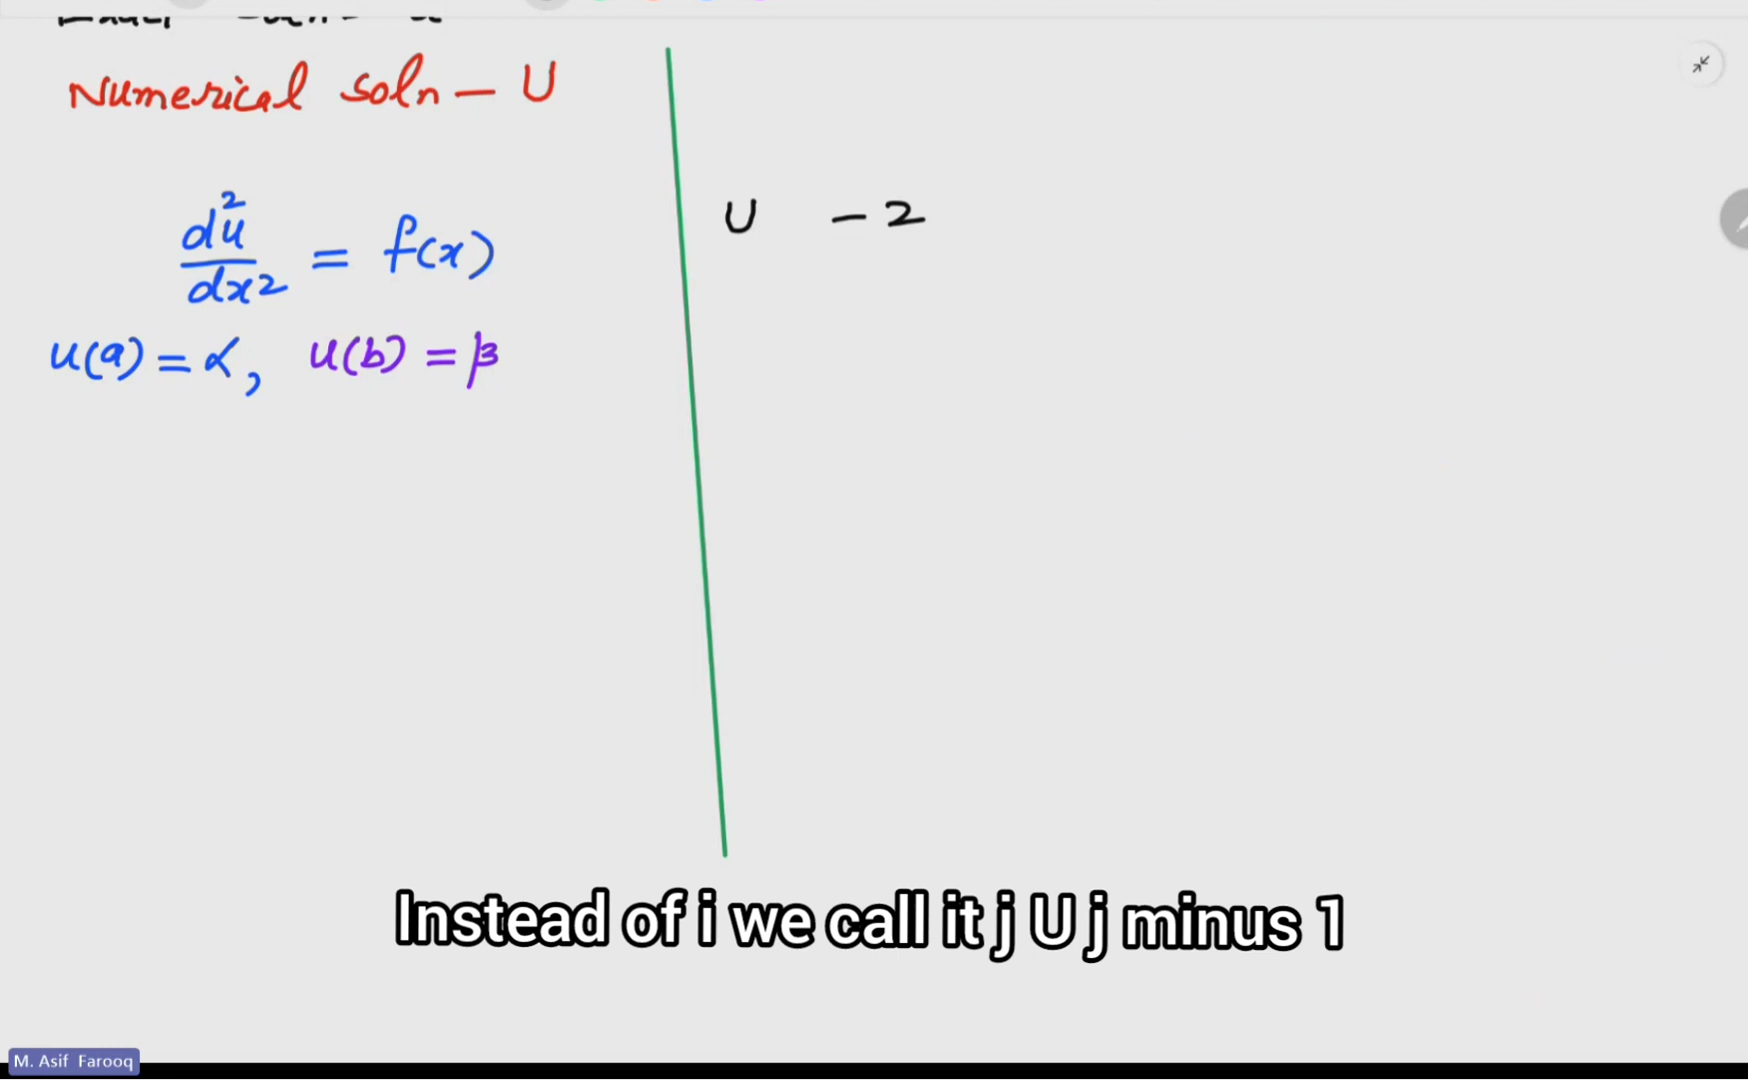 Numerical soln - U
d²u/dx² = f(x)
u(a) = α, u(b) = β
U - 2
Instead of i we call it j U j minus 1
M. Asif Farooq